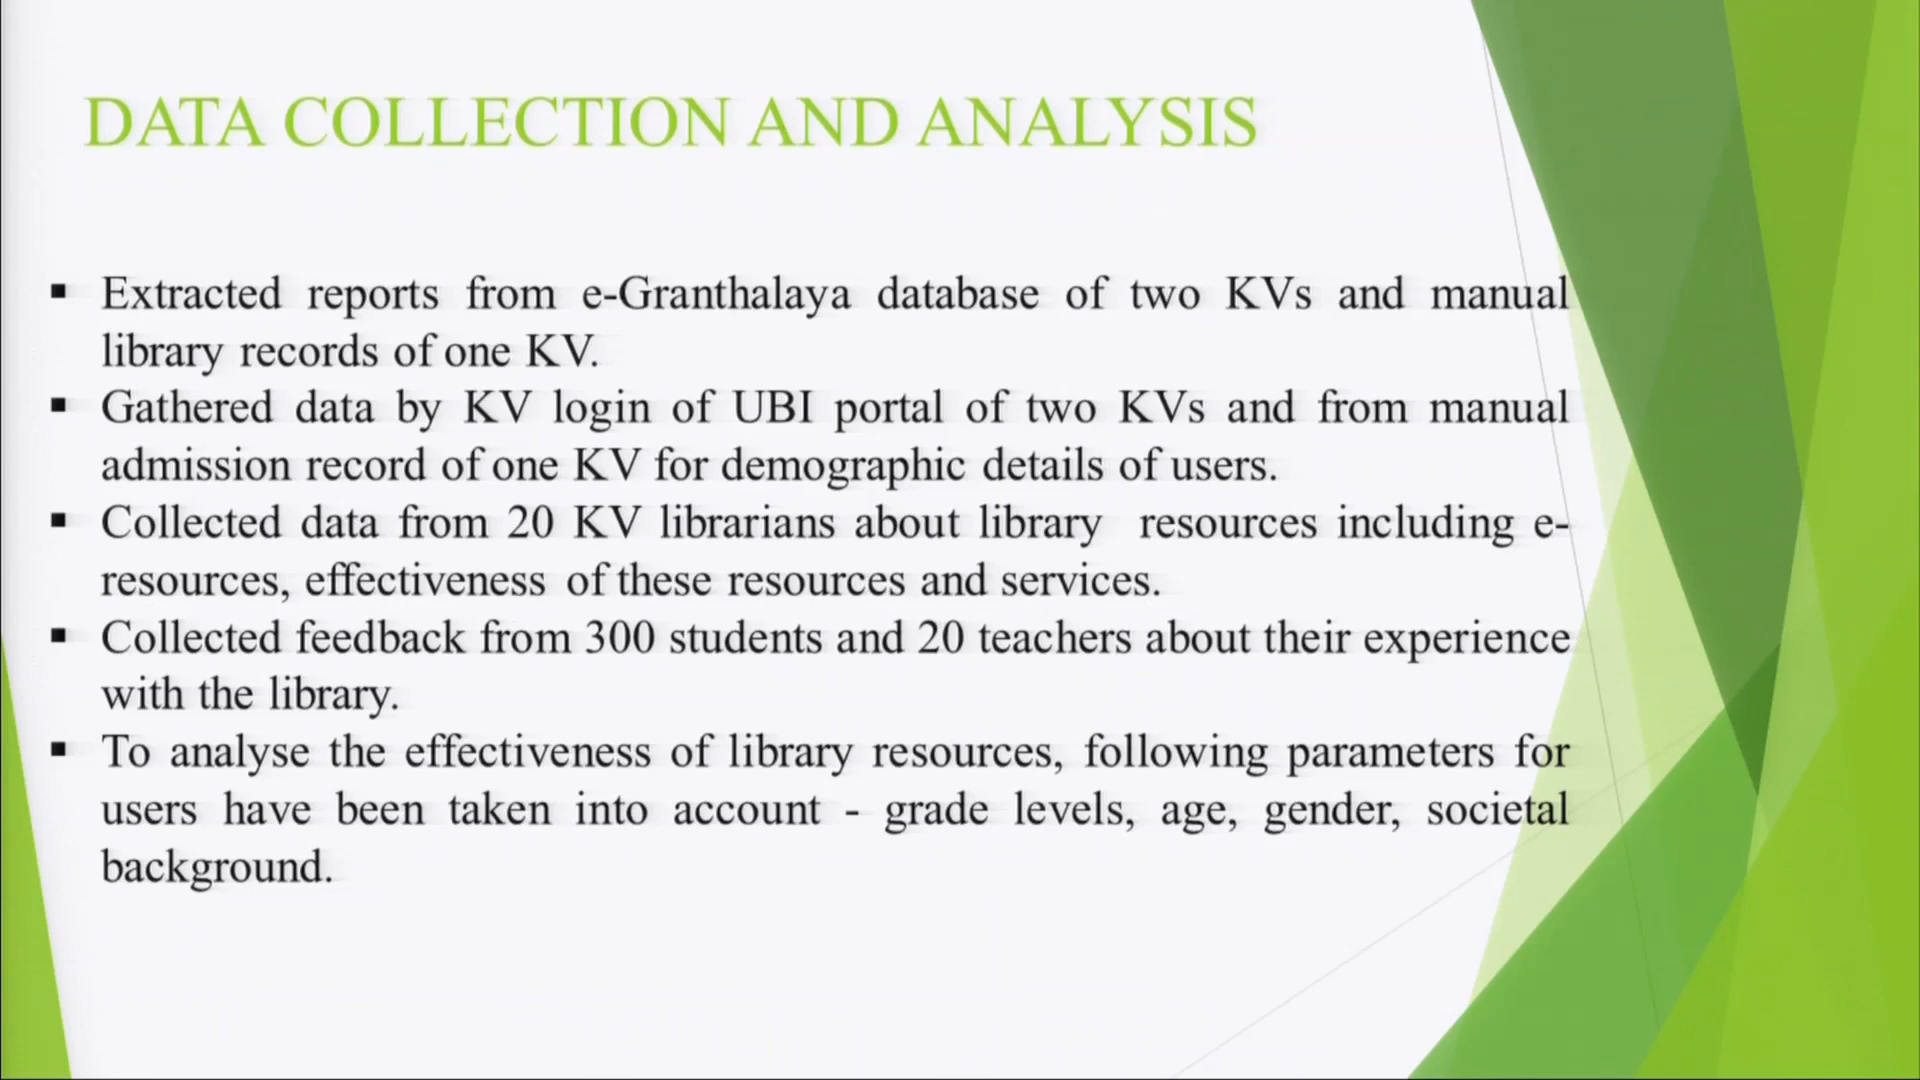 DATA COLLECTION AND ANALYSIS
▪ Extracted reports from e-Granthalaya database of two KVs and manual
library records of one KV.
▪ Gathered data by KV login of UBI portal of two KVs and from manual
admission record of one KV for demographic details of users.
▪ Collected data from 20 KV librarians about library resources including e-
resources, effectiveness of these resources and services.
▪ Collected feedback from 300 students and 20 teachers about their experience
with the library.
▪ To analyse the effectiveness of library resources, following parameters for
users have been taken into account - grade levels, age, gender, societal
background.